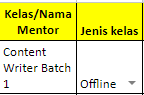 Kelas/Nama
Mentor
Jenis kelas
Content
Writer Batch
1
Offline